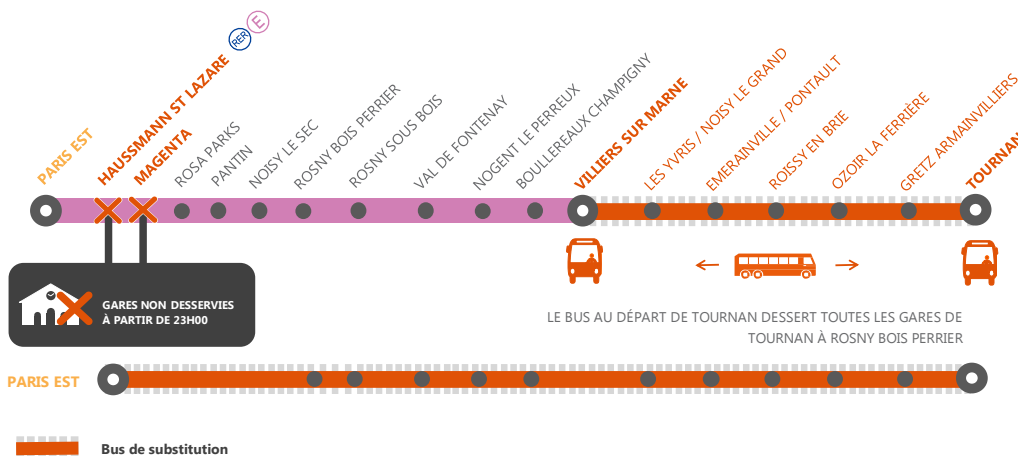 RER E
PARIS EST
HAUSSMANN ST LAZARE
MAGENTA
ROSA PARKS
PANTIN
NOISY LE SEC
ROSNY BOIS PERRIER
ROSNY SOUS BOIS
VAL DE FONTENAY
NOGENT LE PERREUX
BOULLEREAUX CHAMPIGNY
VILLIERS SUR MARNE
LES YVRIS / NOISY LE GRAND
EMERAINVILLE / PONTAULT
ROISSY EN BRIE
OZOIR LA FERRIÈRE
GRETZ ARMAINVILLIERS
TOURNAN
GARES NON DESSERVIES
À PARTIR DE 23H00
LE BUS AU DÉPART DE TOURNAN DESSERT TOUTES LES GARES DE
TOURNAN À ROSNY BOIS PERRIER
PARIS EST
Bus de substitution